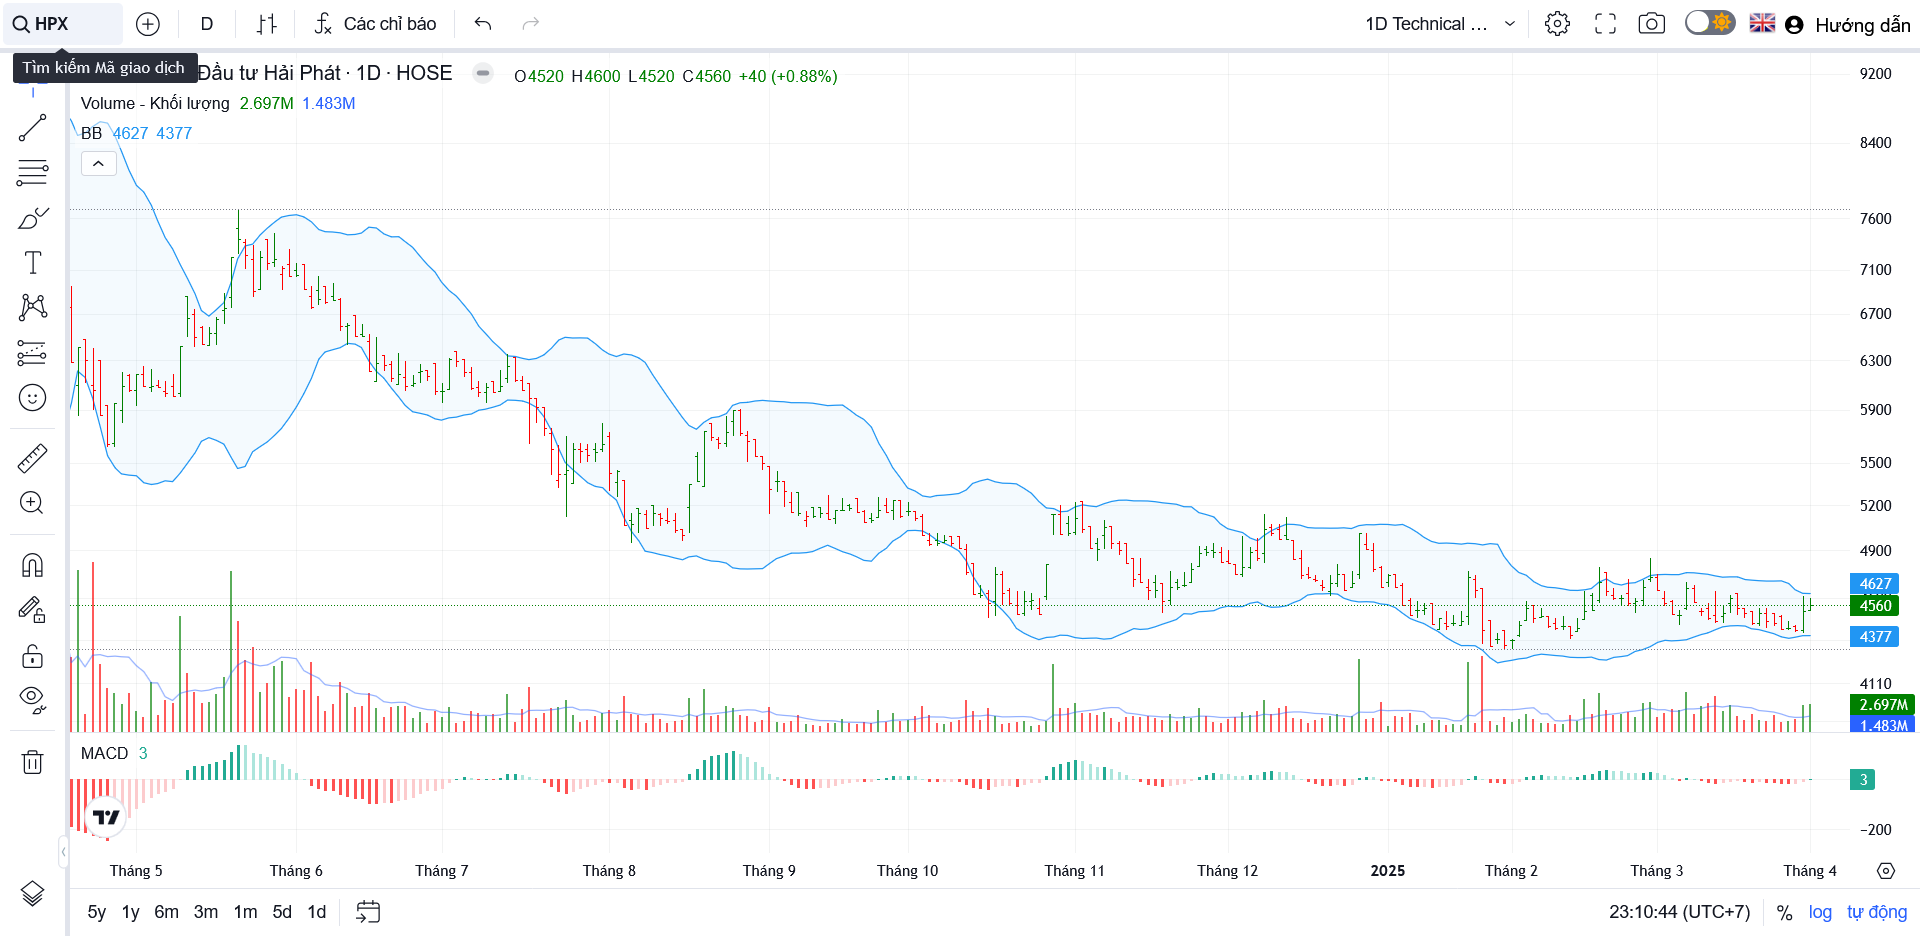 HPX
D
Các chỉ báo
1D Technical ...
Hướng dẫn
Tìm kiếm Mã giao dịch
Đầu tư Hải Phát · 1D · HOSE
O4520 H4600 L4520 C4560 +40 (+0.88%)
Volume - Khối lượng 2.697M 1.483M
BB 4627 4377
9200
8400
7600
7100
6700
6300
5900
5500
5200
4900
4627
4560
4377
4110
2.697M
1.483M
MACD 3
3
−200
Tháng 5 Tháng 6 Tháng 7 Tháng 8 Tháng 9 Tháng 10 Tháng 11 Tháng 12 2025 Tháng 2 Tháng 3 Tháng 4
5y 1y 6m 3m 1m 5d 1d
23:10:44 (UTC+7) % log tự động